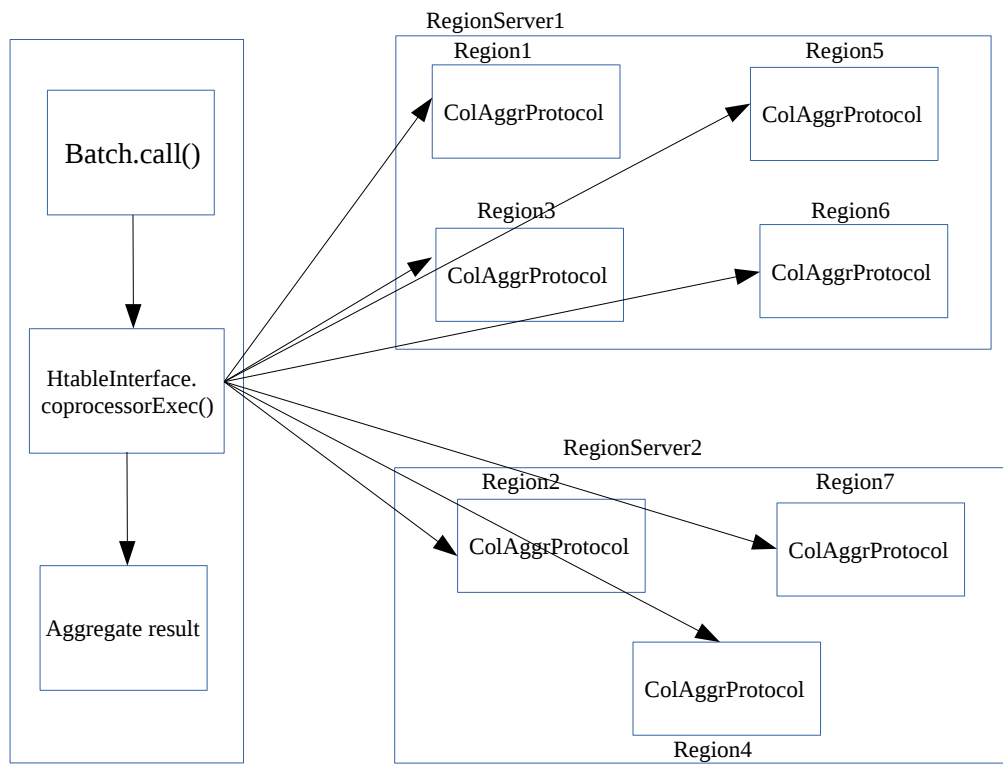 Batch.call()
HtableInterface.
coprocessorExec()
Aggregate result
RegionServer1
Region1
ColAggrProtocol
Region5
ColAggrProtocol
Region3
ColAggrProtocol
Region6
ColAggrProtocol
RegionServer2
Region2
ColAggrProtocol
Region7
ColAggrProtocol
ColAggrProtocol
Region4